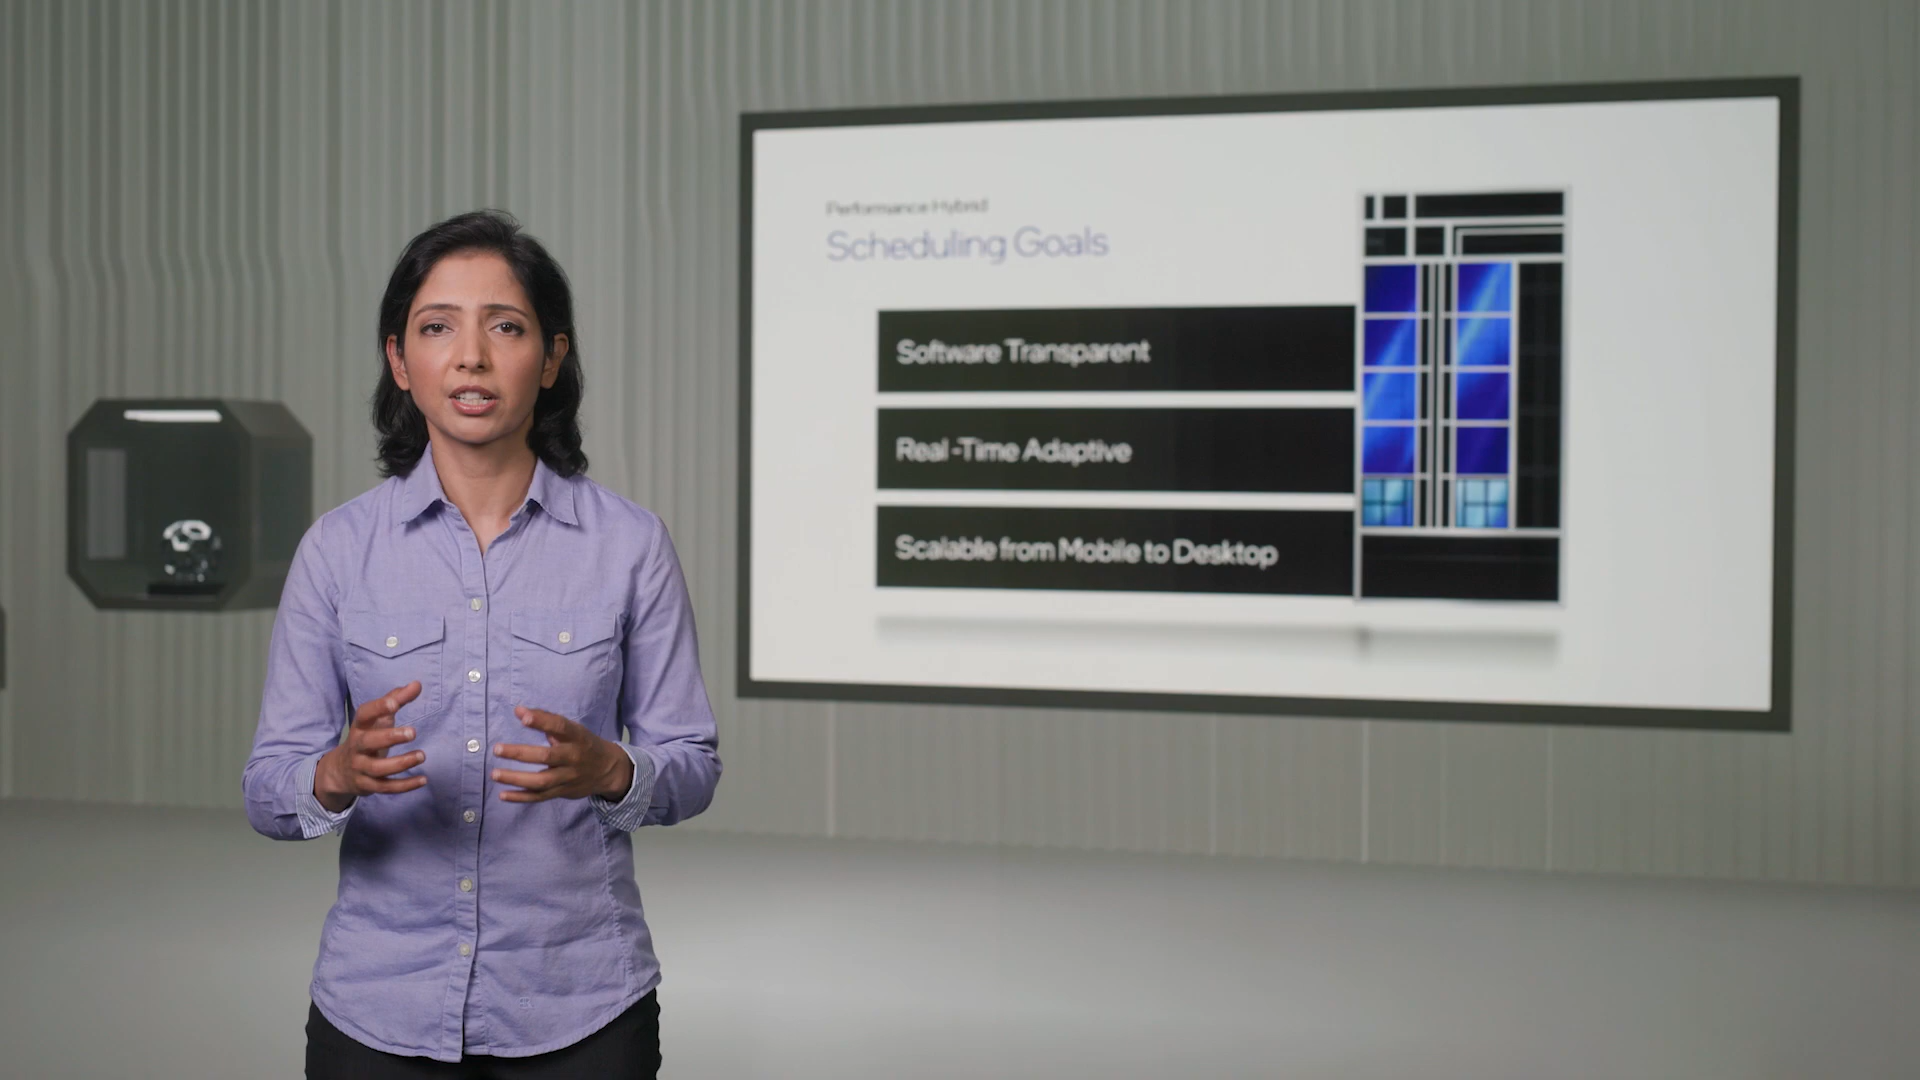 Performance Hybrid
Scheduling Goals
Software Transparent
Real-Time Adaptive
Scalable from Mobile to Desktop